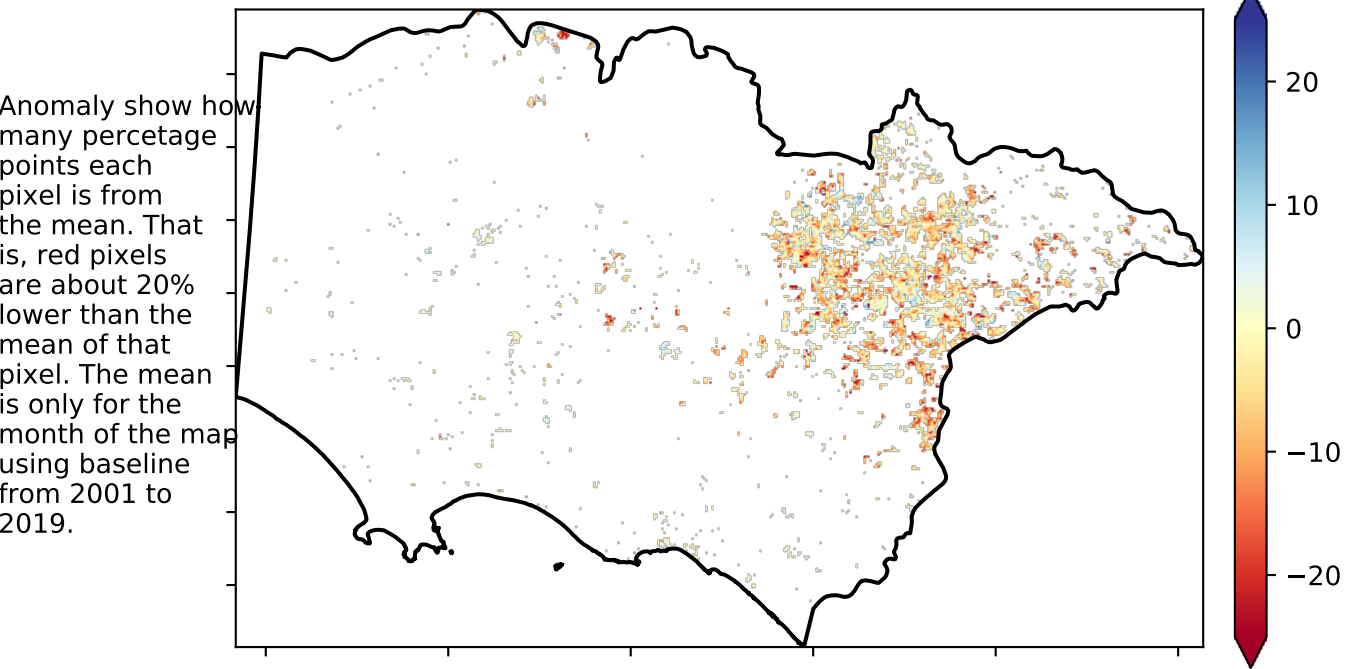 Anomaly show how
many percetage
points each
pixel is from
the mean. That
is, red pixels
are about 20%
lower than the
mean of that
pixel. The mean
is only for the
month of the map
using baseline
from 2001 to
2019.
20
10
0
−10
−20